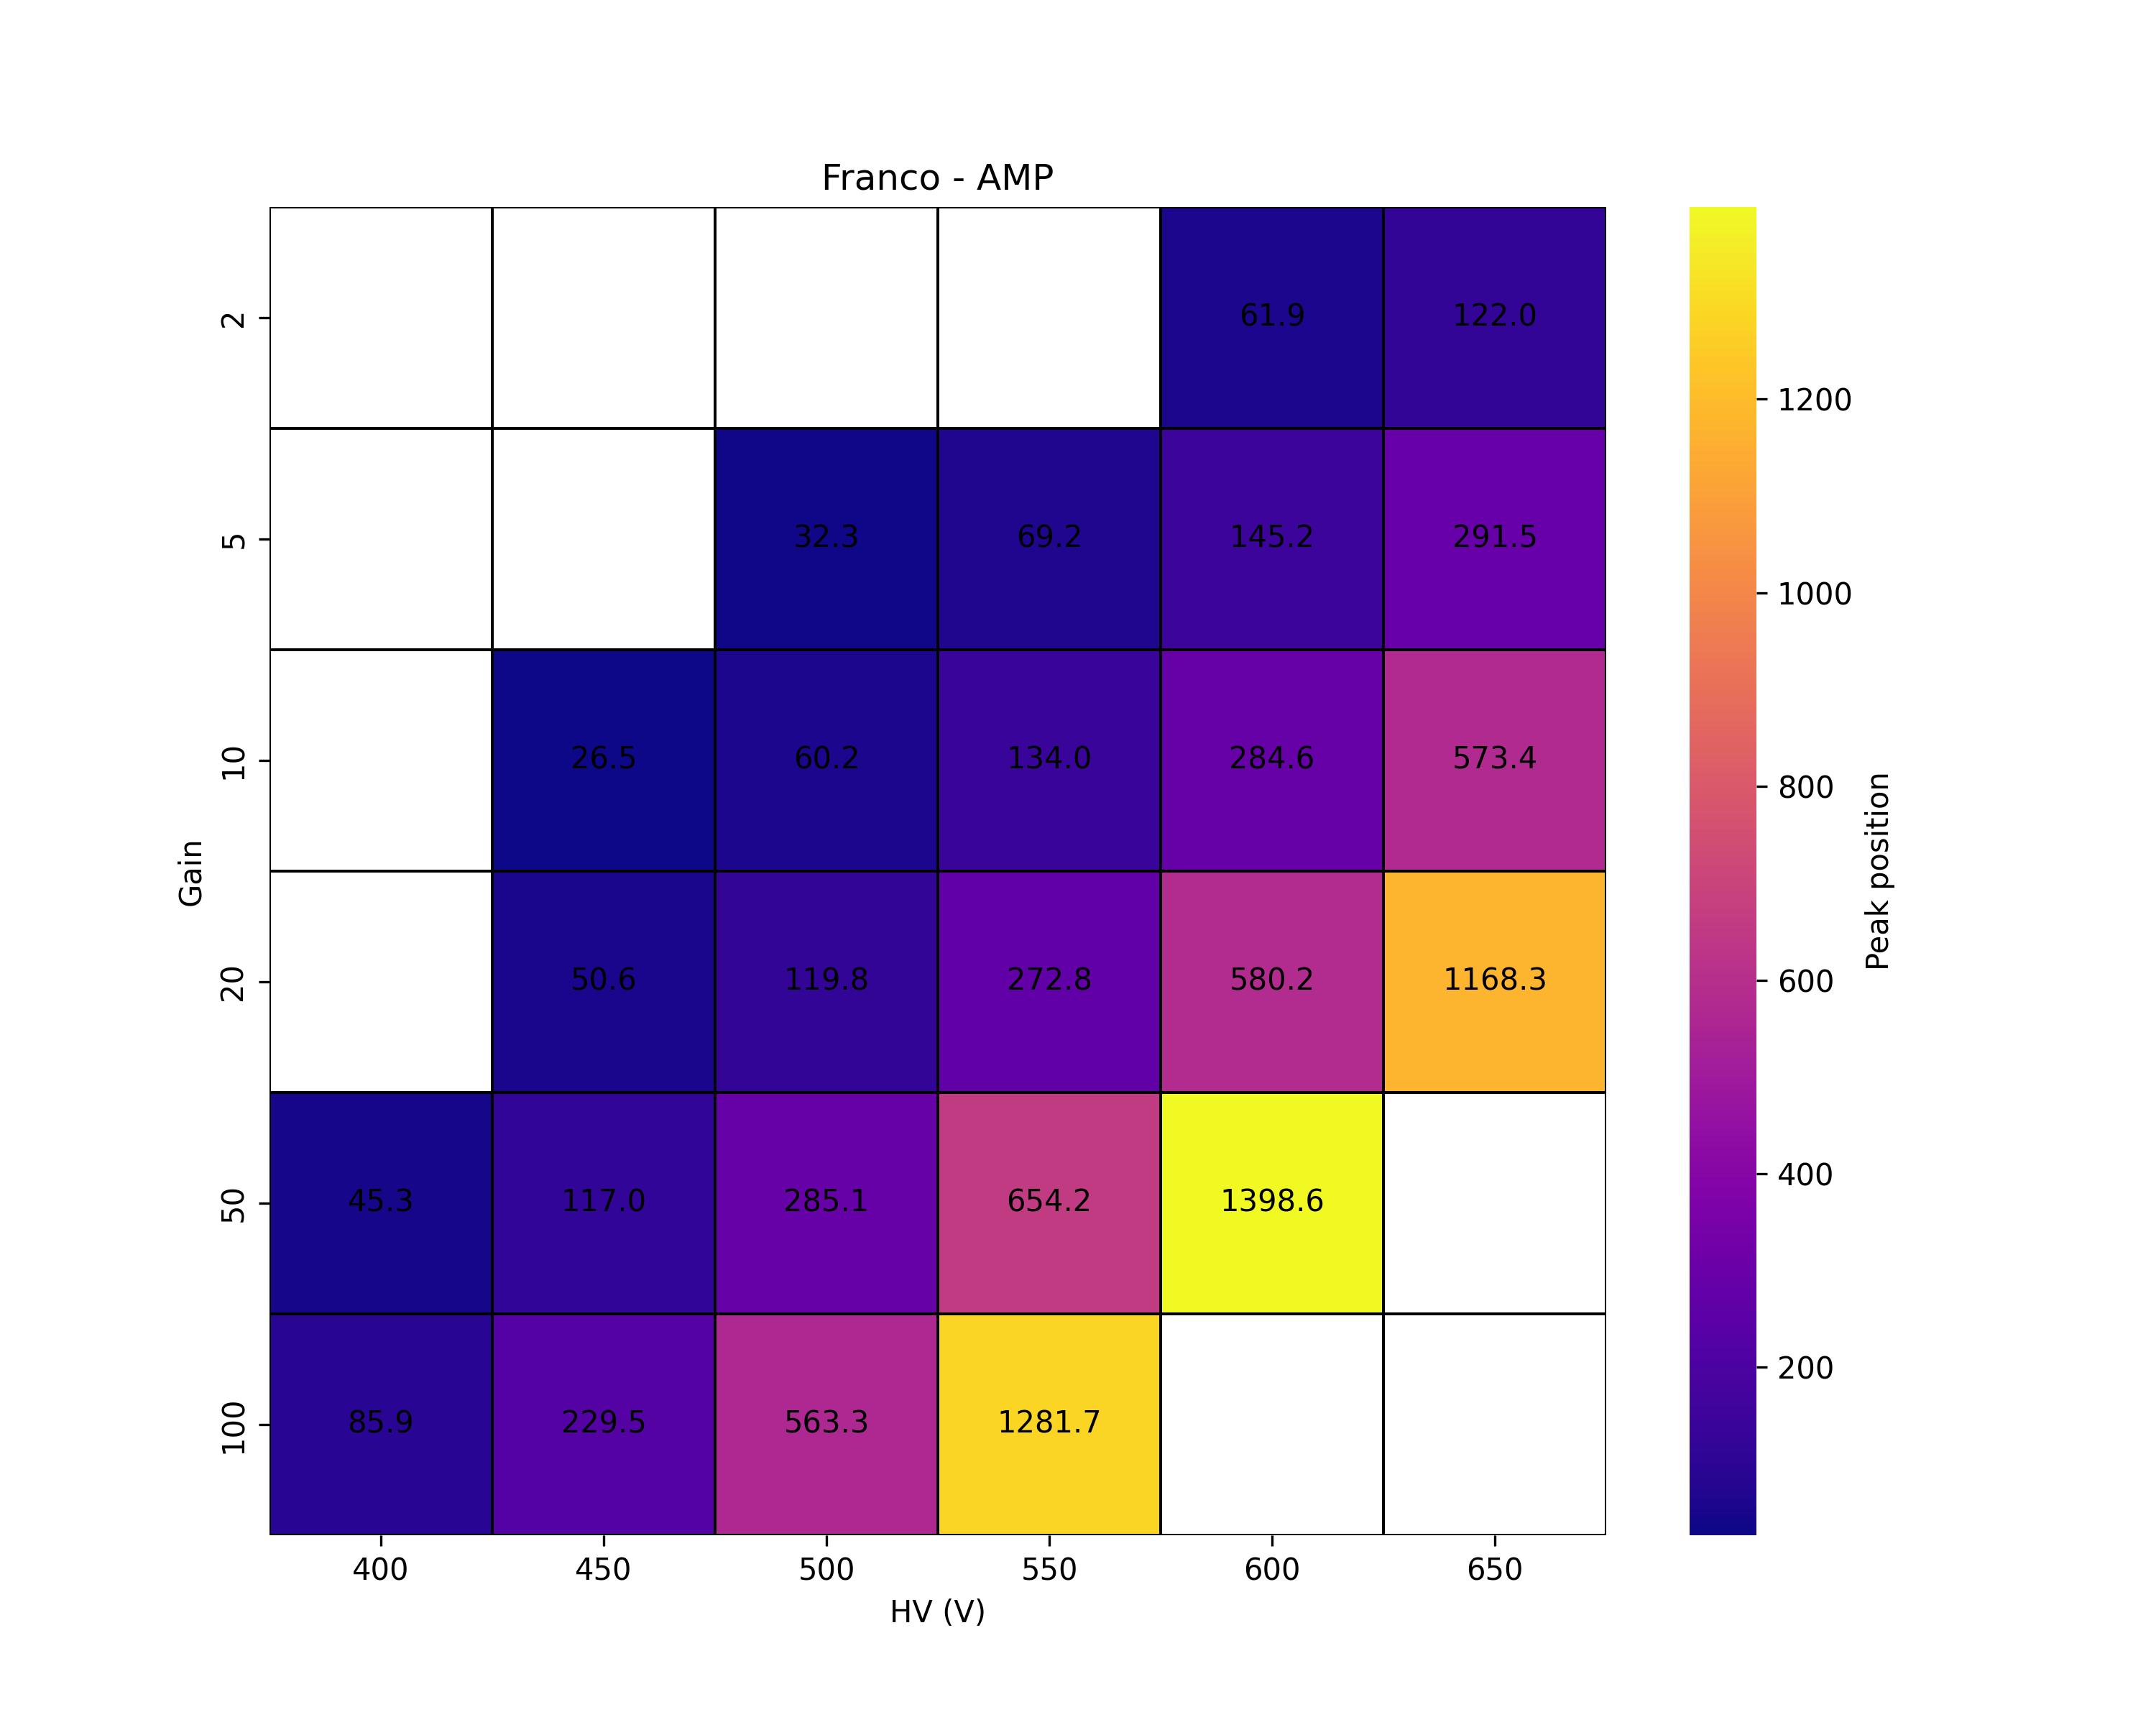 Franco - AMP
2
61.9 122.0
5
32.3 69.2 145.2 291.5
10
26.5 60.2 134.0 284.6 573.4
20
50.6 119.8 272.8 580.2 1168.3
50
45.3 117.0 285.1 654.2 1398.6
100
85.9 229.5 563.3 1281.7
Gain
400 450 500 550 600 650
HV (V)
1200
1000
800
600
400
200
Peak position